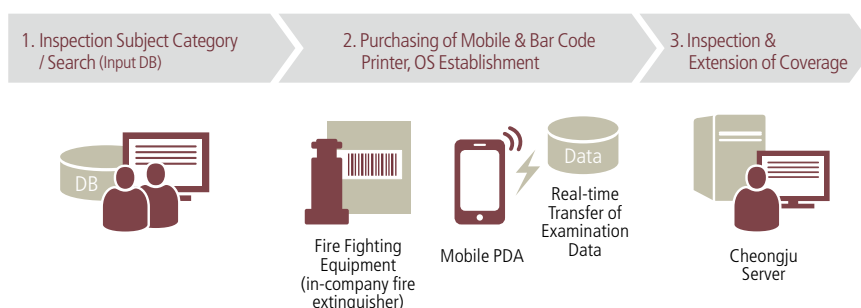 1. Inspection Subject Category
/ Search (Input DB)
2. Purchasing of Mobile & Bar Code
Printer, OS Establishment
3. Inspection &
Extension of Coverage
DB
Fire Fighting
Equipment
(in-company fire
extinguisher)
Mobile PDA
Data
Real-time
Transfer of
Examination
Data
Cheongju
Server